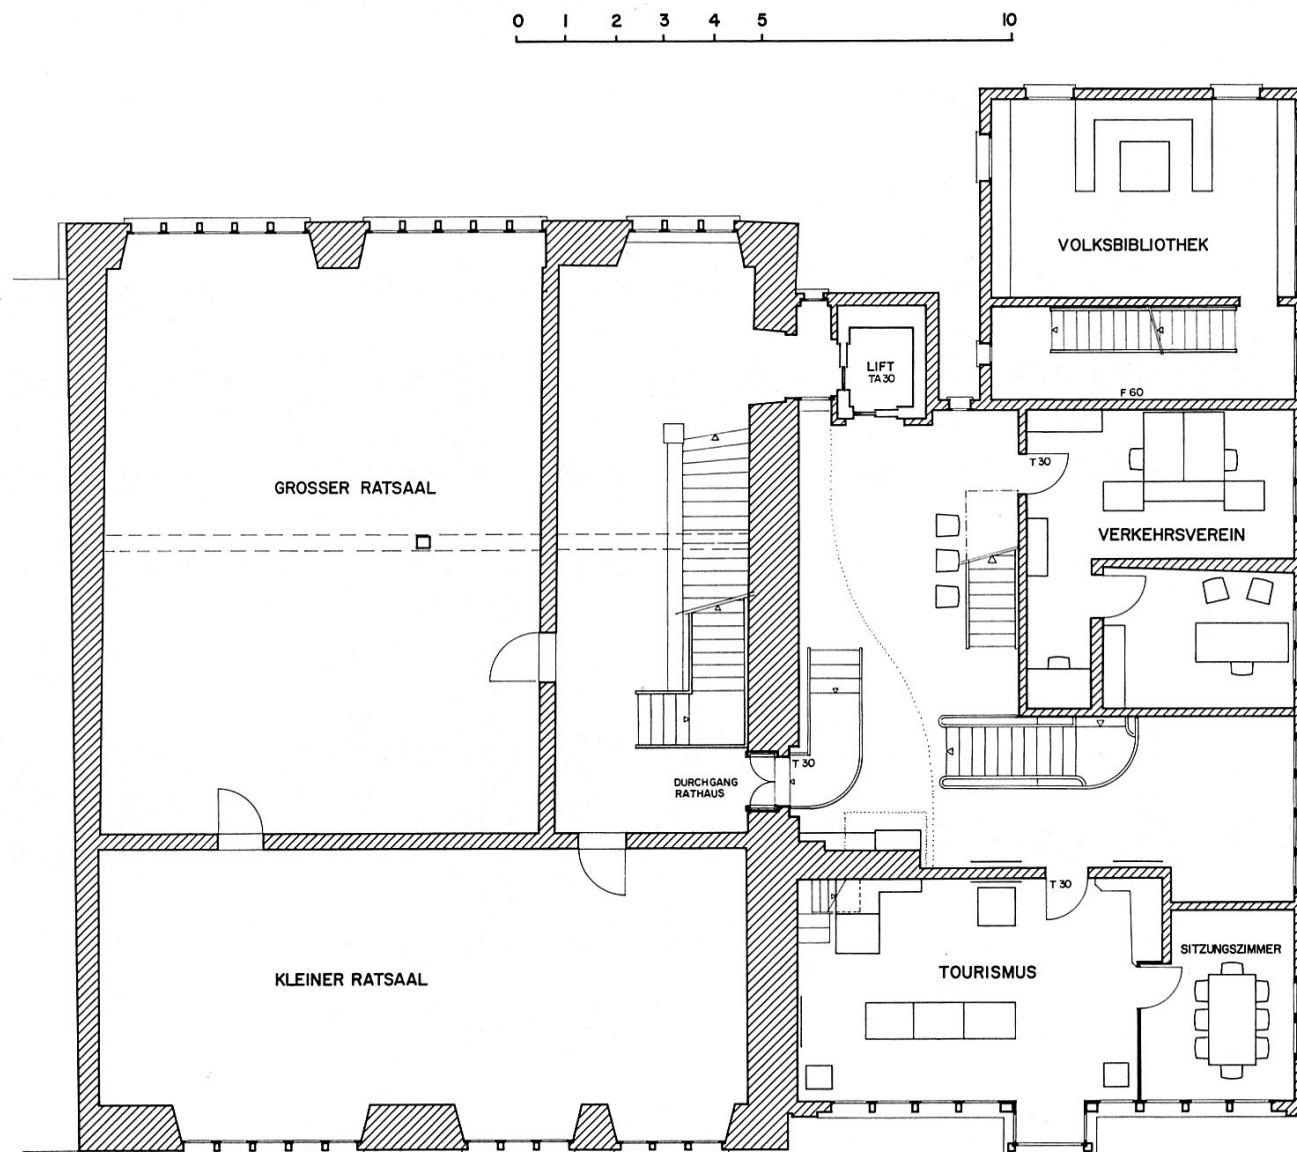 0 1 2 3 4 5 10
VOLKSBIBLIOTHEK
LIFT
TA 30
F 60
T 30
GROSSER RATSAAL
VERKEHRSVEREIN
T 30
DURCHGANG
RATHAUS
T 30
SITZUNGSZIMMER
TOURISMUS
KLEINER RATSAAL